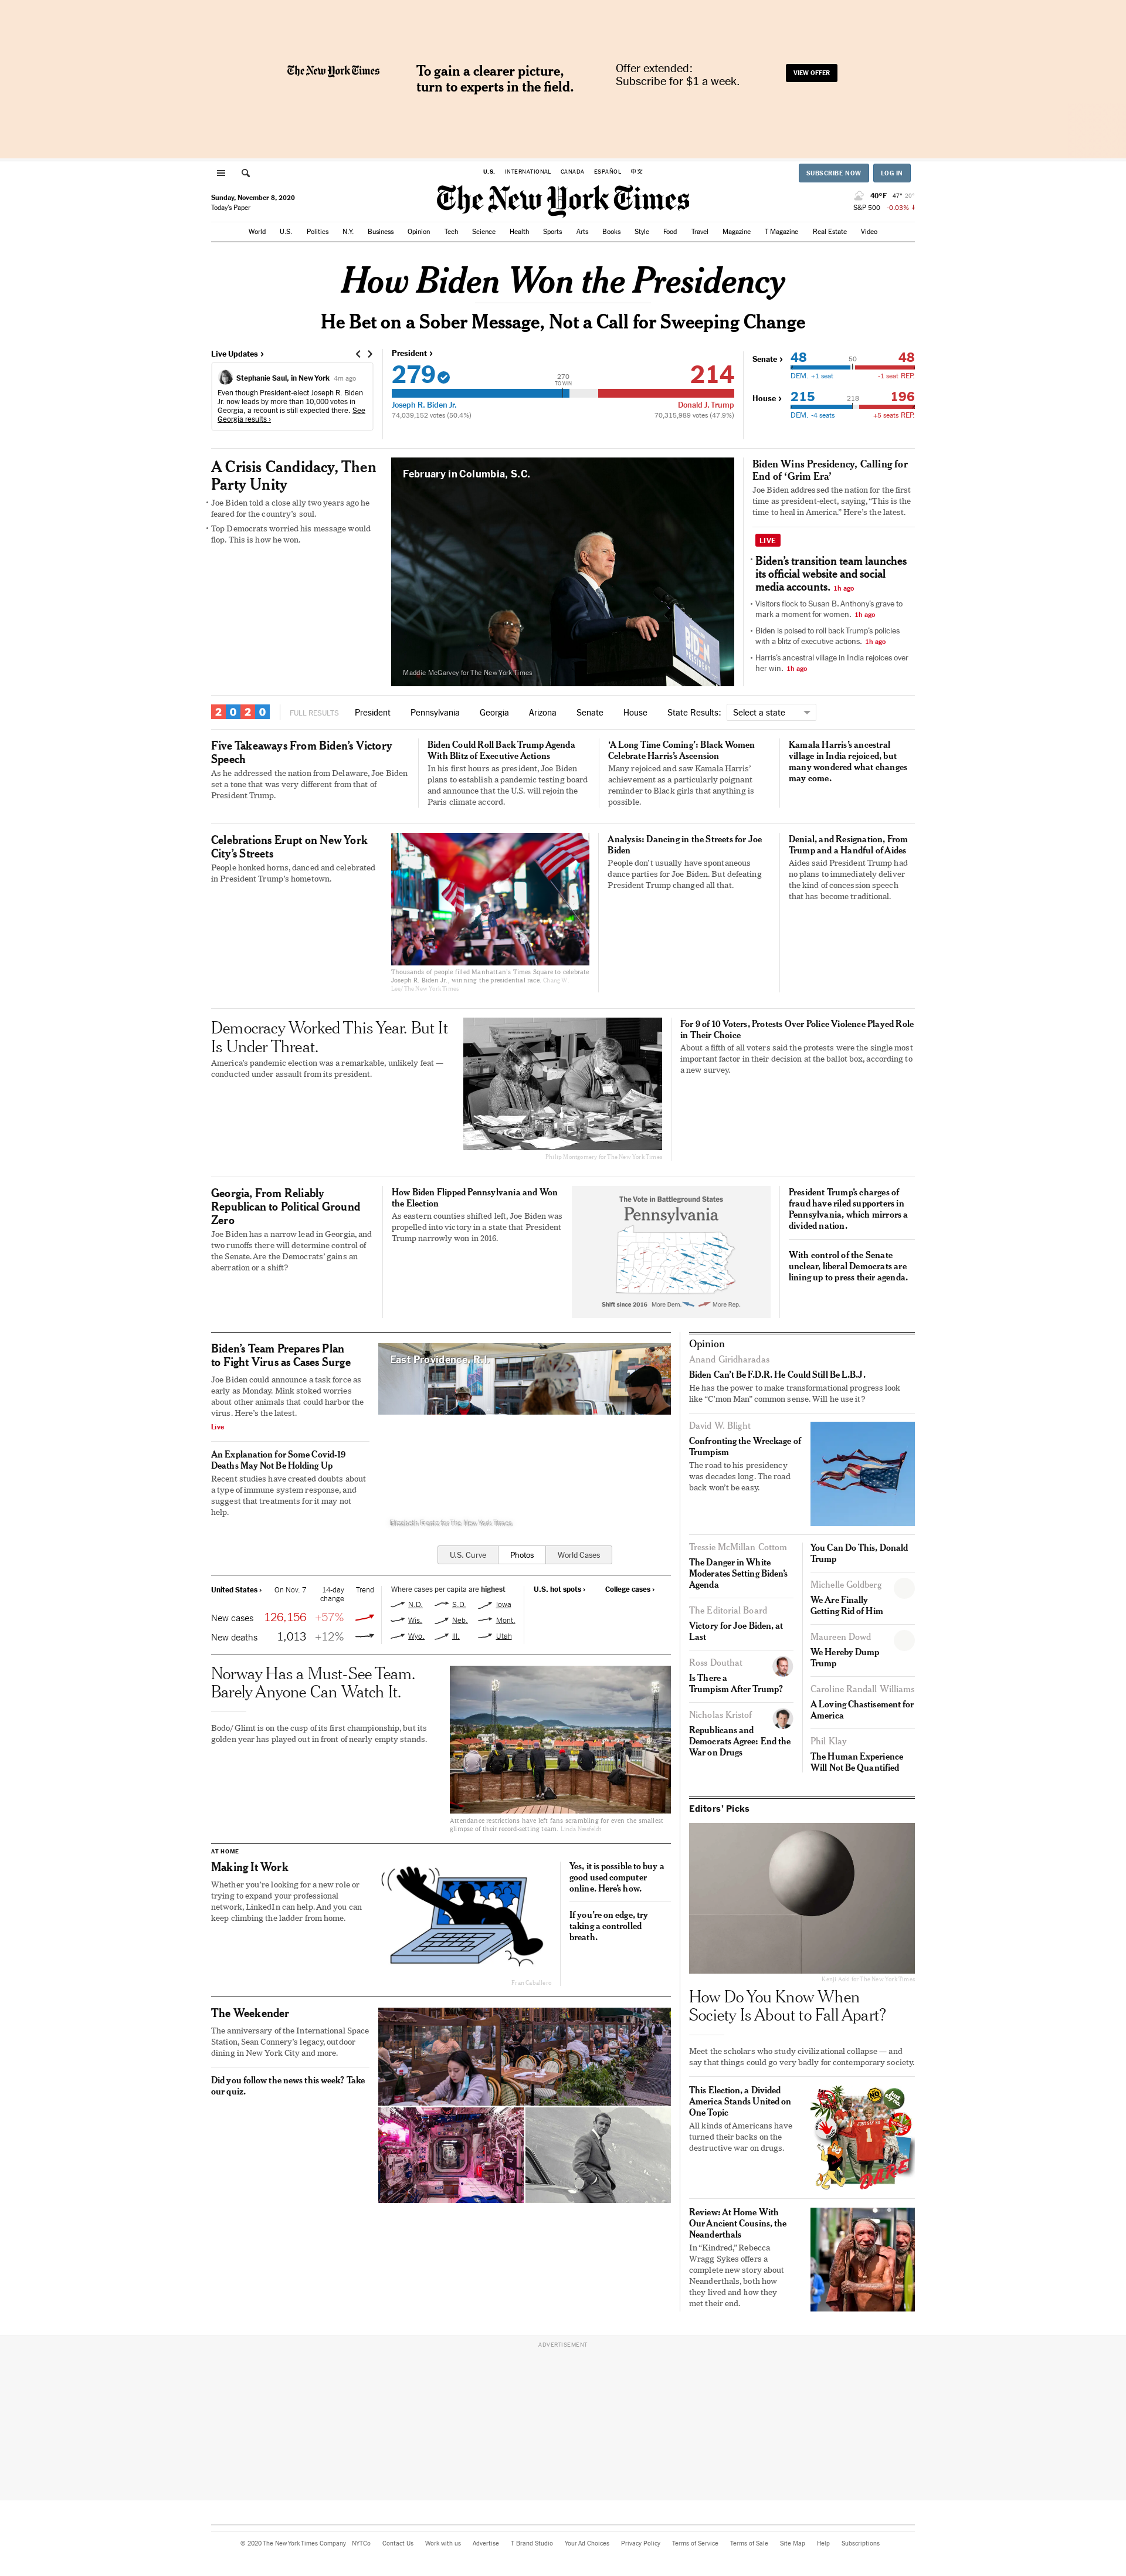 The New York Times
To gain a clearer picture,
turn to experts in the field.
Offer extended:
Subscribe for $1 a week.
VIEW OFFER
U.S. INTERNATIONAL CANADA ESPAÑOL 中文
SUBSCRIBE NOW LOG IN
Sunday, November 8, 2020
Today's Paper
The New York Times
40°F 47° 39°
S&P 500 -0.03% ↓
World U.S. Politics N.Y. Business Opinion Tech Science Health Sports Arts Books Style Food Travel Magazine T Magazine Real Estate Video
How Biden Won the Presidency
He Bet on a Sober Message, Not a Call for Sweeping Change
Live Updates ›
Stephanie Saul, in New York 4m ago
Even though President-elect Joseph R. Biden
Jr. now leads by more than 10,000 votes in
Georgia, a recount is still expected there. See
Georgia results ›
President ›
279 214
270
TO WIN
Joseph R. Biden Jr. Donald J. Trump
74,039,152 votes (50.4%) 70,315,989 votes (47.9%)
Senate › 48 50 48
DEM. +1 seat -1 seat REP.
House › 215 218 196
DEM. -4 seats +5 seats REP.
A Crisis Candidacy, Then
Party Unity
Joe Biden told a close ally two years ago he
feared for the country's soul.
Top Democrats worried his message would
flop. This is how he won.
February in Columbia, S.C.
BIDEN
Maddie McGarvey for The New York Times
Biden Wins Presidency, Calling for
End of 'Grim Era'
Joe Biden addressed the nation for the first
time as president-elect, saying, "This is the
time to heal in America." Here's the latest.
LIVE
Biden's transition team launches
its official website and social
media accounts. 1h ago
Visitors flock to Susan B. Anthony's grave to
mark a moment for women. 1h ago
Biden is poised to roll back Trump's policies
with a blitz of executive actions. 1h ago
Harris's ancestral village in India rejoices over
her win. 1h ago
2020 FULL RESULTS President Pennsylvania Georgia Arizona Senate House State Results: Select a state
Five Takeaways From Biden's Victory
Speech
As he addressed the nation from Delaware, Joe Biden
set a tone that was very different from that of
President Trump.
Biden Could Roll Back Trump Agenda
With Blitz of Executive Actions
In his first hours as president, Joe Biden
plans to establish a pandemic testing board
and announce that the U.S. will rejoin the
Paris climate accord.
'A Long Time Coming': Black Women
Celebrate Harris's Ascension
Many rejoiced and saw Kamala Harris'
achievement as a particularly poignant
reminder to Black girls that anything is
possible.
Kamala Harris's ancestral
village in India rejoiced, but
many wondered what changes
may come.
Celebrations Erupt on New York
City's Streets
People honked horns, danced and celebrated
in President Trump's hometown.
Thousands of people filled Manhattan's Times Square to celebrate
Joseph R. Biden Jr., winning the presidential race. Chang W.
Lee/The New York Times
Analysis: Dancing in the Streets for Joe
Biden
People don't usually have spontaneous
dance parties for Joe Biden. But defeating
President Trump changed all that.
Denial, and Resignation, From
Trump and a Handful of Aides
Aides said President Trump had
no plans to immediately deliver
the kind of concession speech
that has become traditional.
Democracy Worked This Year. But It
Is Under Threat.
America's pandemic election was a remarkable, unlikely feat —
conducted under assault from its president.
Philip Montgomery for The New York Times
For 9 of 10 Voters, Protests Over Police Violence Played Role
in Their Choice
About a fifth of all voters said the protests were the single most
important factor in their decision at the ballot box, according to
a new survey.
Georgia, From Reliably
Republican to Political Ground
Zero
Joe Biden has a narrow lead in Georgia, and
two runoffs there will determine control of
the Senate. Are the Democrats' gains an
aberration or a shift?
How Biden Flipped Pennsylvania and Won
the Election
As eastern counties shifted left, Joe Biden was
propelled into victory in a state that President
Trump narrowly won in 2016.
The Vote in Battleground States
Pennsylvania
Shift since 2016 More Dem. More Rep.
President Trump's charges of
fraud have riled supporters in
Pennsylvania, which mirrors a
divided nation.
With control of the Senate
unclear, liberal Democrats are
lining up to press their agenda.
Biden's Team Prepares Plan
to Fight Virus as Cases Surge
Joe Biden could announce a task force as
early as Monday. Mink stoked worries
about other animals that could harbor the
virus. Here's the latest.
Live
An Explanation for Some Covid-19
Deaths May Not Be Holding Up
Recent studies have created doubts about
a type of immune system response, and
suggest that treatments for it may not
help.
East Providence, R.I.
Elizabeth Frantz for The New York Times
U.S. Curve Photos World Cases
United States › On Nov. 7 14-day
change Trend
New cases 126,156 +57%
New deaths 1,013 +12%
Where cases per capita are highest
N.D. S.D. Iowa
Wis. Neb. Mont.
Wyo. Ill. Utah
U.S. hot spots › College cases ›
Norway Has a Must-See Team.
Barely Anyone Can Watch It.
Bodo/Glimt is on the cusp of its first championship, but its
golden year has played out in front of nearly empty stands.
Attendance restrictions have left fans scrambling for even the smallest
glimpse of their record-setting team.
AT HOME
Making It Work
Whether you're looking for a new role or
trying to expand your professional
network, LinkedIn can help. And you can
keep climbing the ladder from home.
Fran Caballero
Yes, it is possible to buy a
good used computer
online. Here's how.
If you're on edge, try
taking a controlled
breath.
The Weekender
The anniversary of the International Space
Station, Sean Connery's legacy, outdoor
dining in New York City and more.
Did you follow the news this week? Take
our quiz.
Opinion
Anand Giridharadas
Biden Can't Be F.D.R. He Could Still Be L.B.J.
He has the power to make transformational progress look
like "C'mon Man" common sense. Will he use it?
David W. Blight
Confronting the Wreckage of
Trumpism
The road to his presidency
was decades long. The road
back won't be easy.
Tressie McMillan Cottom
The Danger in White
Moderates Setting Biden's
Agenda
The Editorial Board
Victory for Joe Biden, at
Last
Ross Douthat
Is There a
Trumpism After Trump?
Nicholas Kristof
Republicans and
Democrats Agree: End the
War on Drugs
You Can Do This, Donald
Trump
Michelle Goldberg
We Are Finally
Getting Rid of Him
Maureen Dowd
We Hereby Dump
Trump
Caroline Randall Williams
A Loving Chastisement for
America
Phil Klay
The Human Experience
Will Not Be Quantified
Editors' Picks
Kenji Aoki for The New York Times
How Do You Know When
Society Is About to Fall Apart?
Meet the scholars who study civilizational collapse — and
say that things could go very badly for contemporary society.
This Election, a Divided
America Stands United on
One Topic
All kinds of Americans have
turned their backs on the
destructive war on drugs.
NO
DARE
Review: At Home With
Our Ancient Cousins, the
Neanderthals
In "Kindred," Rebecca
Wragg Sykes offers a
complete new story about
Neanderthals, both how
they lived and how they
met their end.
ADVERTISEMENT
© 2020 The New York Times Company NYTCo Contact Us Work with us Advertise T Brand Studio Your Ad Choices Privacy Policy Terms of Service Terms of Sale Site Map Help Subscriptions